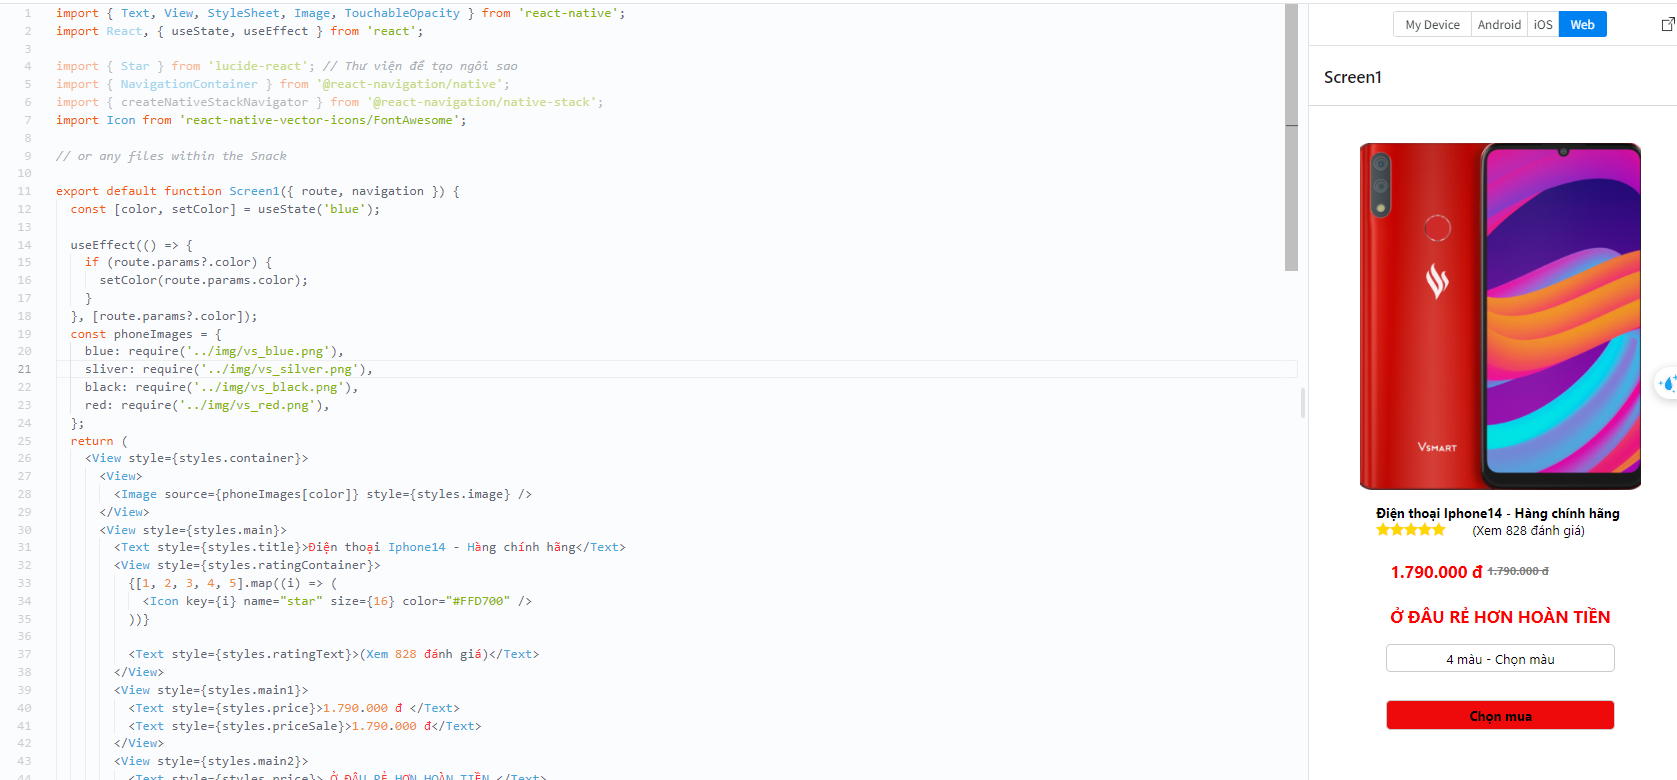 1 import { Text, View, StyleSheet, Image, TouchableOpacity } from 'react-native';
2 import React, { useState, useEffect } from 'react';
3
4 import { Star } from 'lucide-react'; // Thư viện để tạo ngôi sao
5 import { NavigationContainer } from '@react-navigation/native';
6 import { createNativeStackNavigator } from '@react-navigation/native-stack';
7 import Icon from 'react-native-vector-icons/FontAwesome';
8
9 // or any files within the Snack
10
11 export default function Screen1({ route, navigation }) {
12 const [color, setColor] = useState('blue');
13
14 useEffect(() => {
15 if (route.params?.color) {
16 setColor(route.params.color);
17 }
18 }, [route.params?.color]);
19 const phoneImages = {
20 blue: require('../img/vs_blue.png'),
21 sliver: require('../img/vs_silver.png'),
22 black: require('../img/vs_black.png'),
23 red: require('../img/vs_red.png'),
24 };
25 return (
26 <View style={styles.container}>
27 <View>
28 <Image source={phoneImages[color]} style={styles.image} />
29 </View>
30 <View style={styles.main}>
31 <Text style={styles.title}>Điện thoại Iphone14 - Hàng chính hãng</Text>
32 <View style={styles.ratingContainer}>
33 {[1, 2, 3, 4, 5].map((i) => (
34 <Icon key={i} name="star" size={16} color="#FFD700" />
35 ))}
36
37 <Text style={styles.ratingText}>(Xem 828 đánh giá)</Text>
38 </View>
39 <View style={styles.main1}>
40 <Text style={styles.price}>1.790.000 đ </Text>
41 <Text style={styles.priceSale}>1.790.000 đ</Text>
42 </View>
43 <View style={styles.main2}>
44 <Text style={styles.price}> Ở ĐÂU RẺ HƠN HOÀN TIỀN </Text>
My Device Android iOS Web
Screen1
VSMART
Điện thoại Iphone14 - Hàng chính hãng
(Xem 828 đánh giá)
1.790.000 đ 1.790.000 đ
Ở ĐÂU RẺ HƠN HOÀN TIỀN
4 màu - Chọn màu
Chọn mua